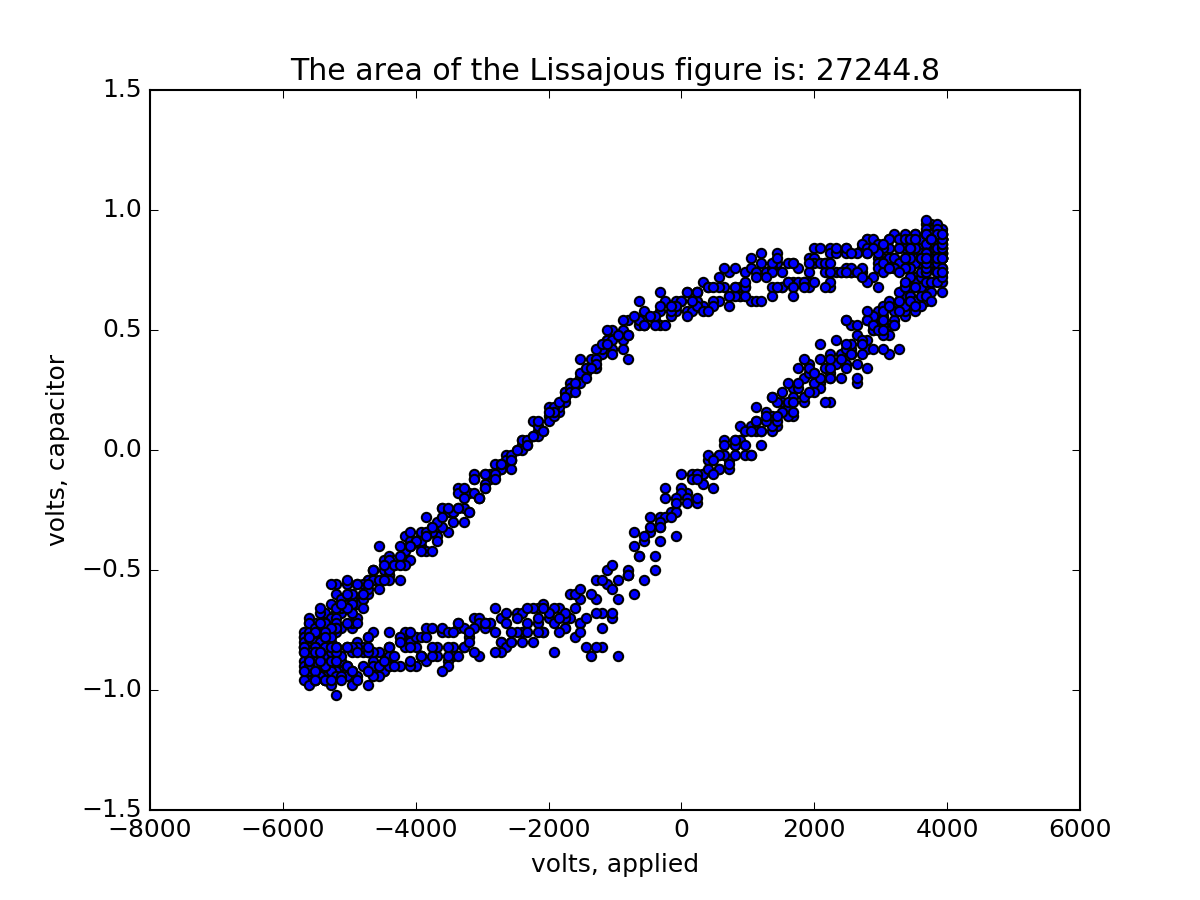 The area of the Lissajous figure is: 27244.8
1.5
1.0
0.5
0.0
−0.5
−1.0
−1.5
volts, capacitor
−8000 −6000 −4000 −2000 0 2000 4000 6000
volts, applied